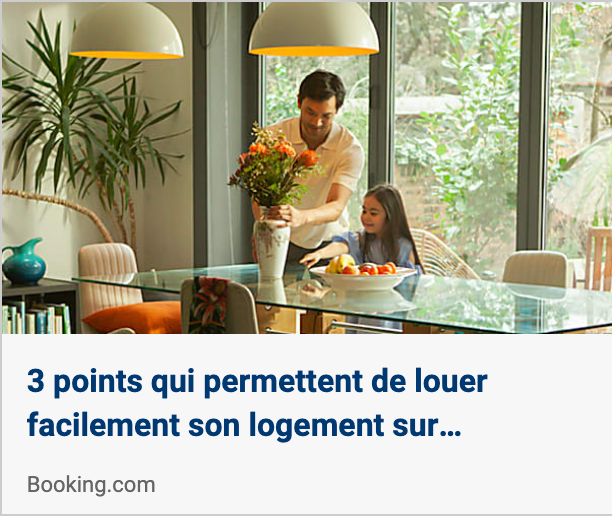 3 points qui permettent de louer
facilement son logement sur…
Booking.com